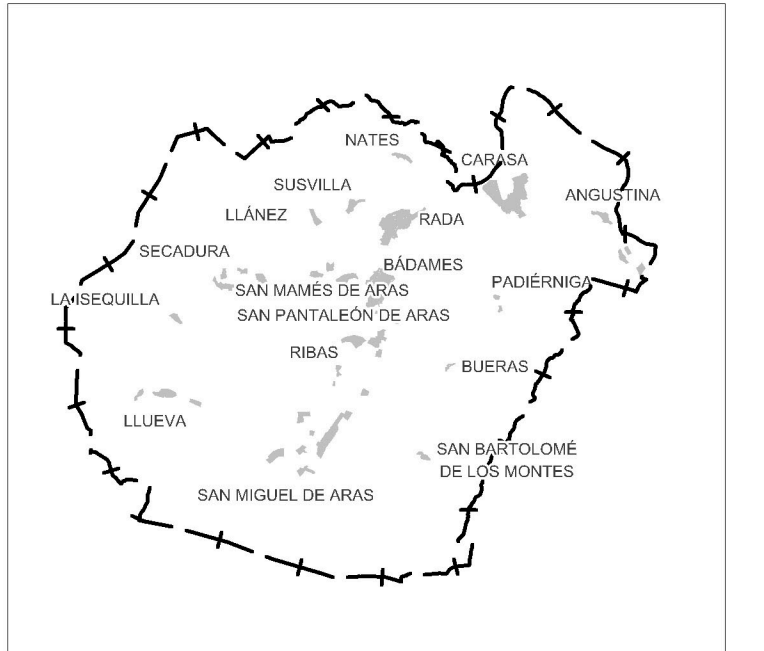 NATES
CARASA
SUSVILLA
ANGUSTINA
LLÁNEZ
RADA
SECADURA
BÁDAMES
PADIÉRNIGA
SAN MAMÉS DE ARAS
LA ISEQUILLA
SAN PANTALEÓN DE ARAS
RIBAS
BUERAS
LLUEVA
SAN BARTOLOMÉ
DE LOS MONTES
SAN MIGUEL DE ARAS